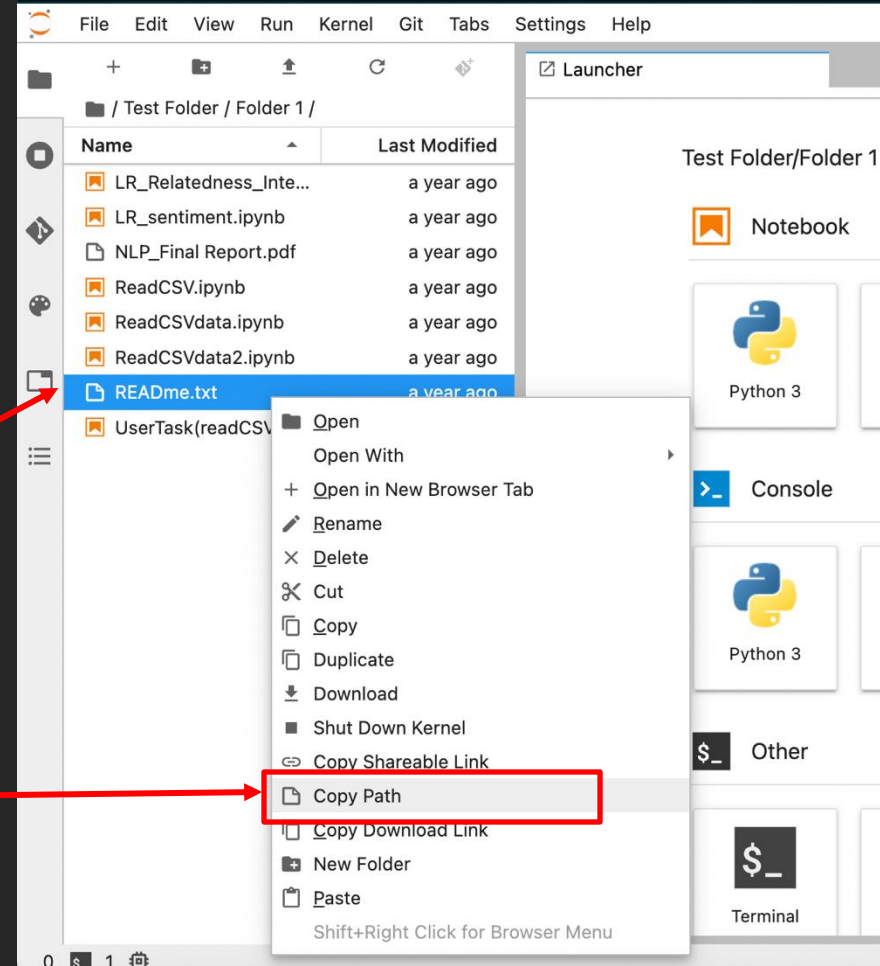 File Edit View Run Kernel Git Tabs Settings Help
Launcher
/ Test Folder / Folder 1 /
Name Last Modified
LR_Relatedness_Inte... a year ago
LR_sentiment.ipynb a year ago
NLP_Final Report.pdf a year ago
ReadCSV.ipynb a year ago
ReadCSVdata.ipynb a year ago
ReadCSVdata2.ipynb a year ago
READme.txt a year ago
UserTask(readCSV
Open
Open With
Open in New Browser Tab
Rename
Delete
Cut
Copy
Duplicate
Download
Shut Down Kernel
Copy Shareable Link
Copy Path
Copy Download Link
New Folder
Paste
Shift+Right Click for Browser Menu
Test Folder/Folder 1
Notebook
Python 3
>_ Console
Python 3
$_ Other
$_
Terminal
0 $_ 1